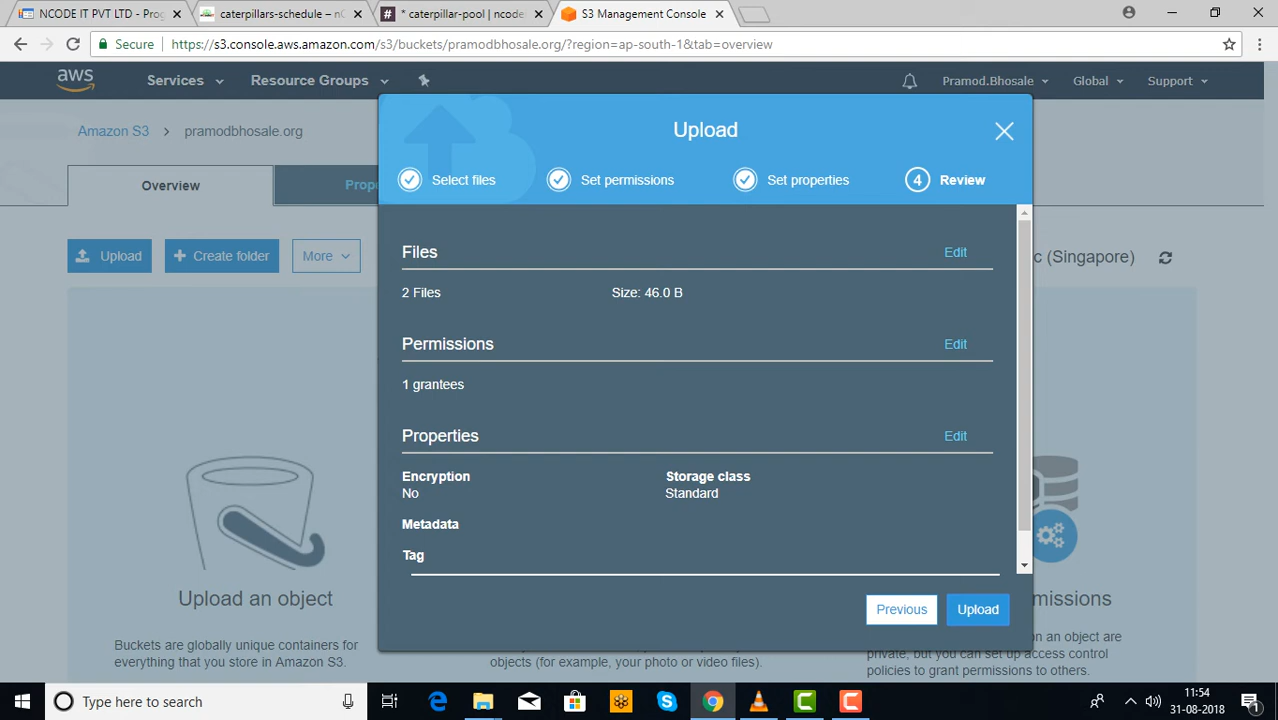 NCODE IT PVT LTD - Prog
caterpillars-schedule – nC
* caterpillar-pool | ncode
S3 Management Console
Secure
https://s3.console.aws.amazon.com/s3/buckets/pramodbhosale.org/?region=ap-south-1&tab=overview
aws Services Resource Groups Pramod.Bhosale Global Support
Amazon S3 > pramodbhosale.org
Overview
Prope
Upload
Create folder
More
c (Singapore)
Upload an object
Buckets are globally unique containers for
everything that you store in Amazon S3.
objects (for example, your photo or video files).
missions
on an object are
private, but you can set up access control
policies to grant permissions to others.
Upload
Select files
Set permissions
Set properties
4 Review
Files Edit
2 Files Size: 46.0 B
Permissions Edit
1 grantees
Properties Edit
Encryption Storage class
No Standard
Metadata
Tag
Previous Upload
Type here to search
11:54
31-08-2018
1